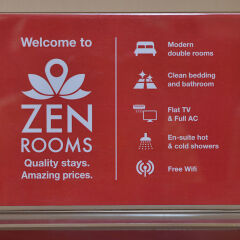 Welcome to
ZEN
ROOMS
Quality stays.
Amazing prices.
Modern
double rooms
Clean bedding
and bathroom
Flat TV
& Full AC
En-suite hot
& cold showers
Free Wifi